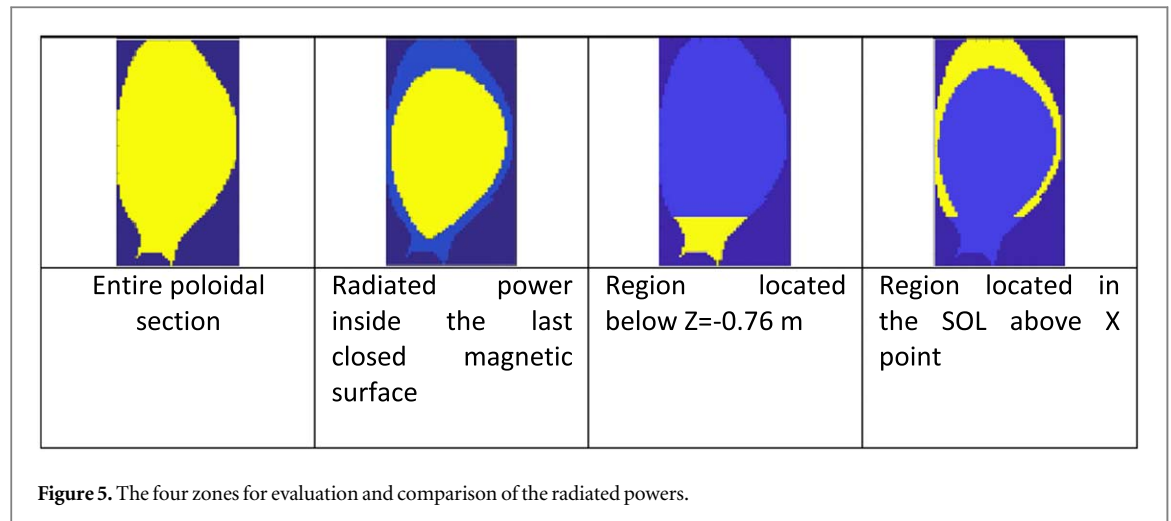 Entire poloidal
section
Radiated power
inside the last
closed magnetic
surface
Region located
below Z=-0.76 m
Region located in
the SOL above X
point
Figure 5. The four zones for evaluation and comparison of the radiated powers.